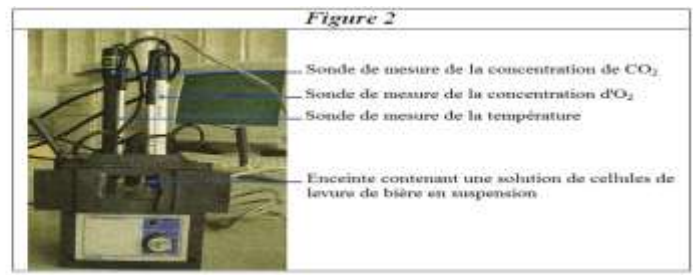 Figure 2
Sonde de mesure de la concentration de CO₂
Sonde de mesure de la concentration d'O₂
Sonde de mesure de la température
Enceinte contenant une solution de cellules de
levure de bière en suspension